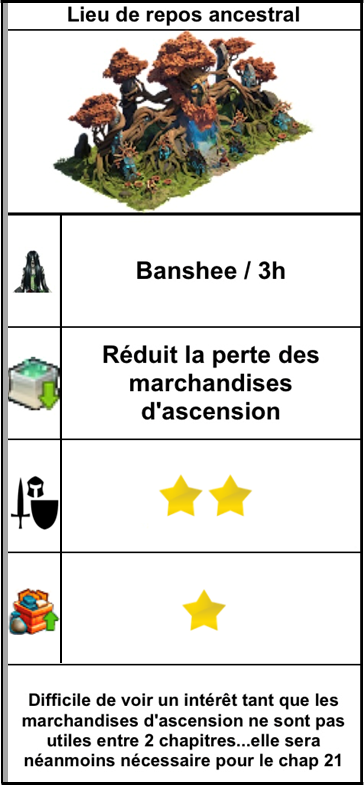 Lieu de repos ancestral
Banshee / 3h
Réduit la perte des
marchandises
d'ascension
Difficile de voir un intérêt tant que les
marchandises d'ascension ne sont pas
utiles entre 2 chapitres...elle sera
néanmoins nécessaire pour le chap 21